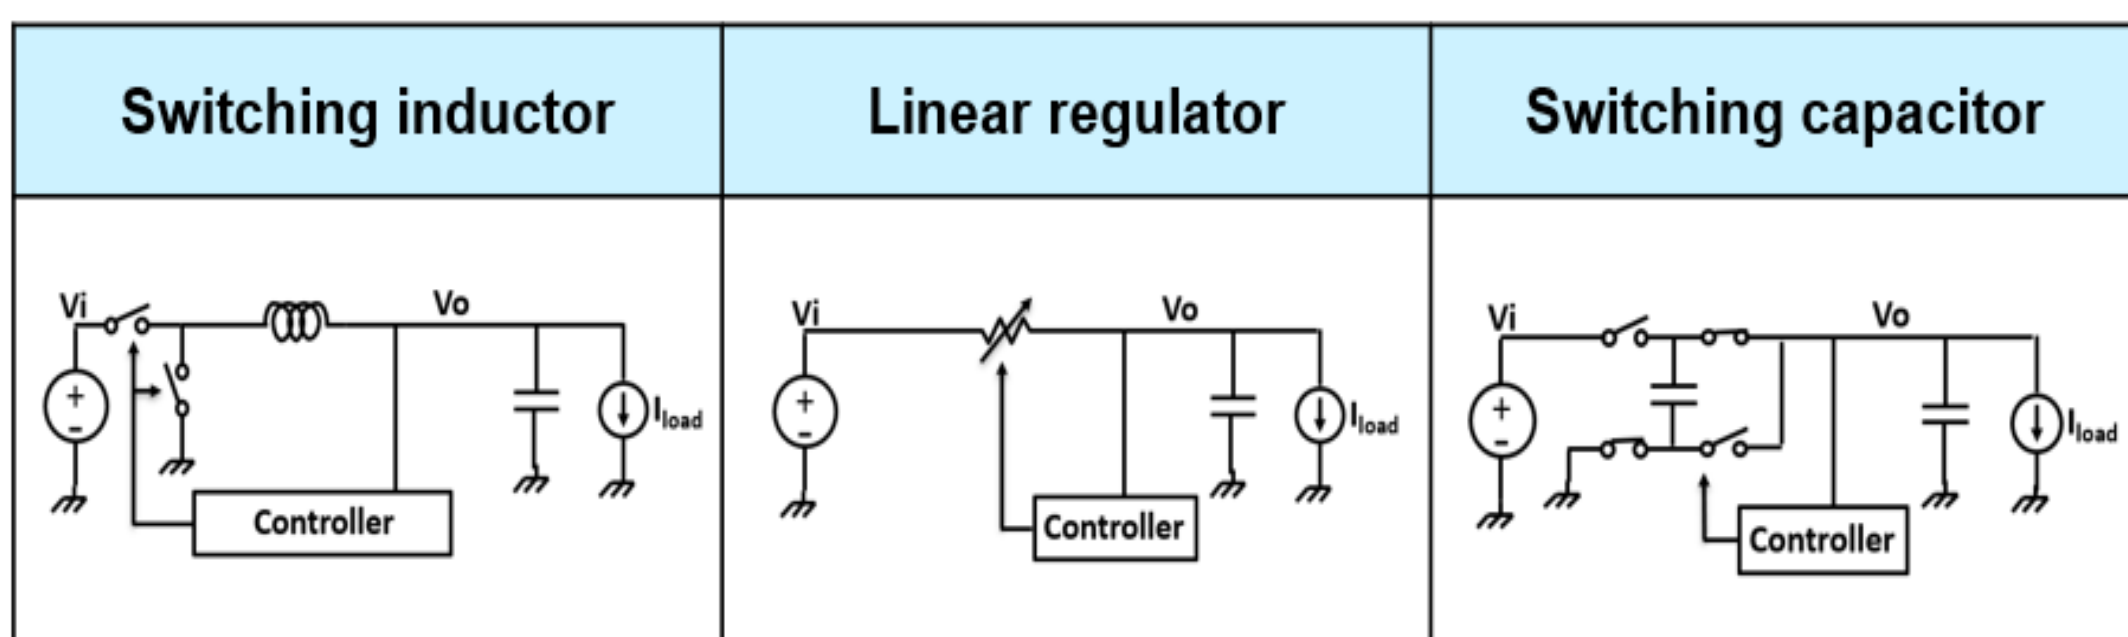 Switching inductor
Linear regulator
Switching capacitor
Vi
Vo
+
-
Iload
Controller
Vi
Vo
+
-
Iload
Controller
Vi
Vo
+
-
Iload
Controller